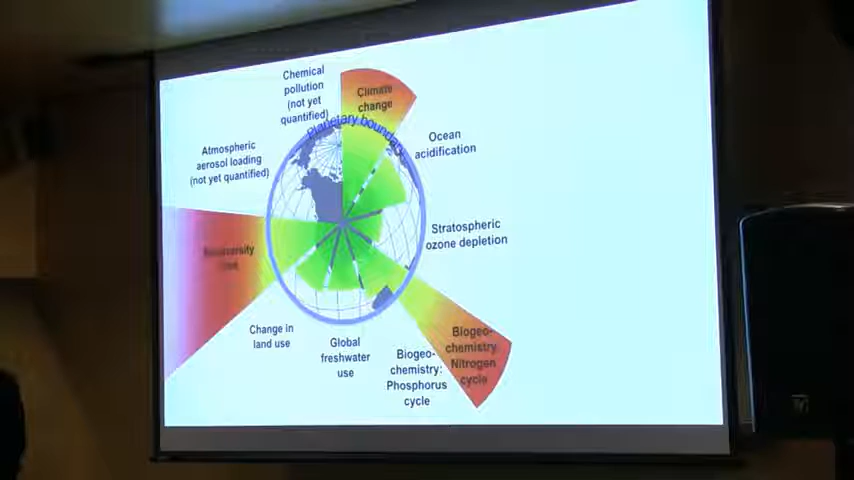 Chemical
pollution
(not yet
quantified)
Climate
change
Planetary boundary
Ocean
acidification
Atmospheric
aerosol loading
(not yet quantified)
Stratospheric
ozone depletion
Biodiversity
loss
Change in
land use
Global
freshwater
use
Biogeo-
chemistry:
Phosphorus
cycle
Biogeo-
chemistry:
Nitrogen
cycle